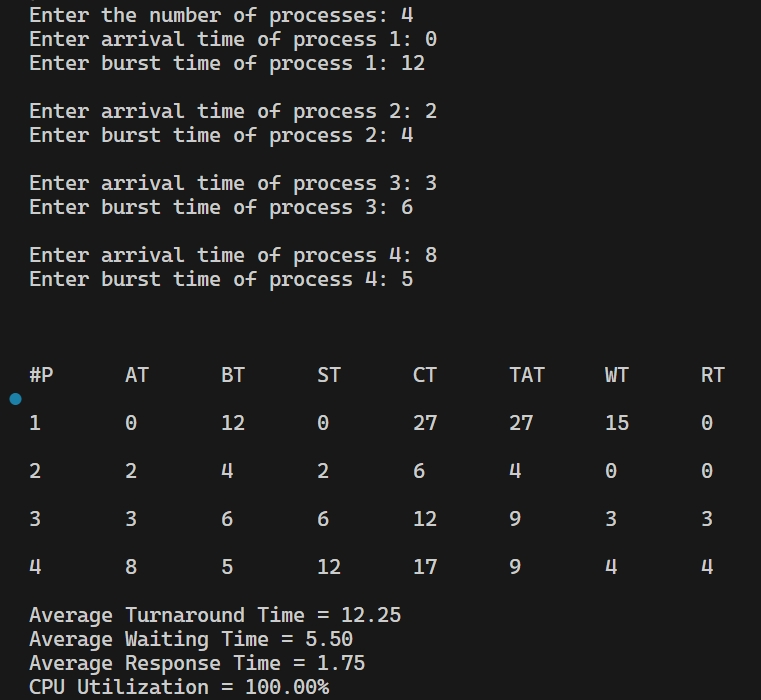 Enter the number of processes: 4
Enter arrival time of process 1: 0
Enter burst time of process 1: 12
Enter arrival time of process 2: 2
Enter burst time of process 2: 4
Enter arrival time of process 3: 3
Enter burst time of process 3: 6
Enter arrival time of process 4: 8
Enter burst time of process 4: 5
#P AT BT ST CT TAT WT RT
1 0 12 0 27 27 15 0
2 2 4 2 6 4 0 0
3 3 6 6 12 9 3 3
4 8 5 12 17 9 4 4
Average Turnaround Time = 12.25
Average Waiting Time = 5.50
Average Response Time = 1.75
CPU Utilization = 100.00%